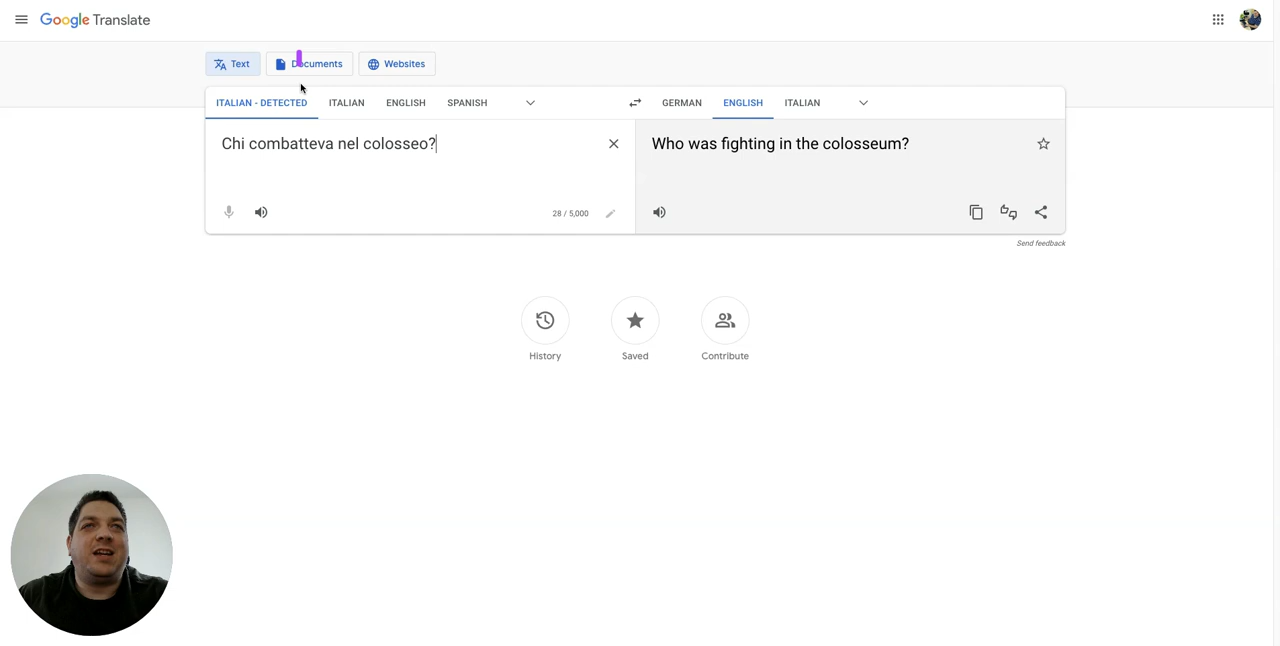 Google Translate
Text Documents Websites
ITALIAN - DETECTED ITALIAN ENGLISH SPANISH GERMAN ENGLISH ITALIAN
Chi combatteva nel colosseo? Who was fighting in the colosseum?
28 / 5,000
Send feedback
History Saved Contribute